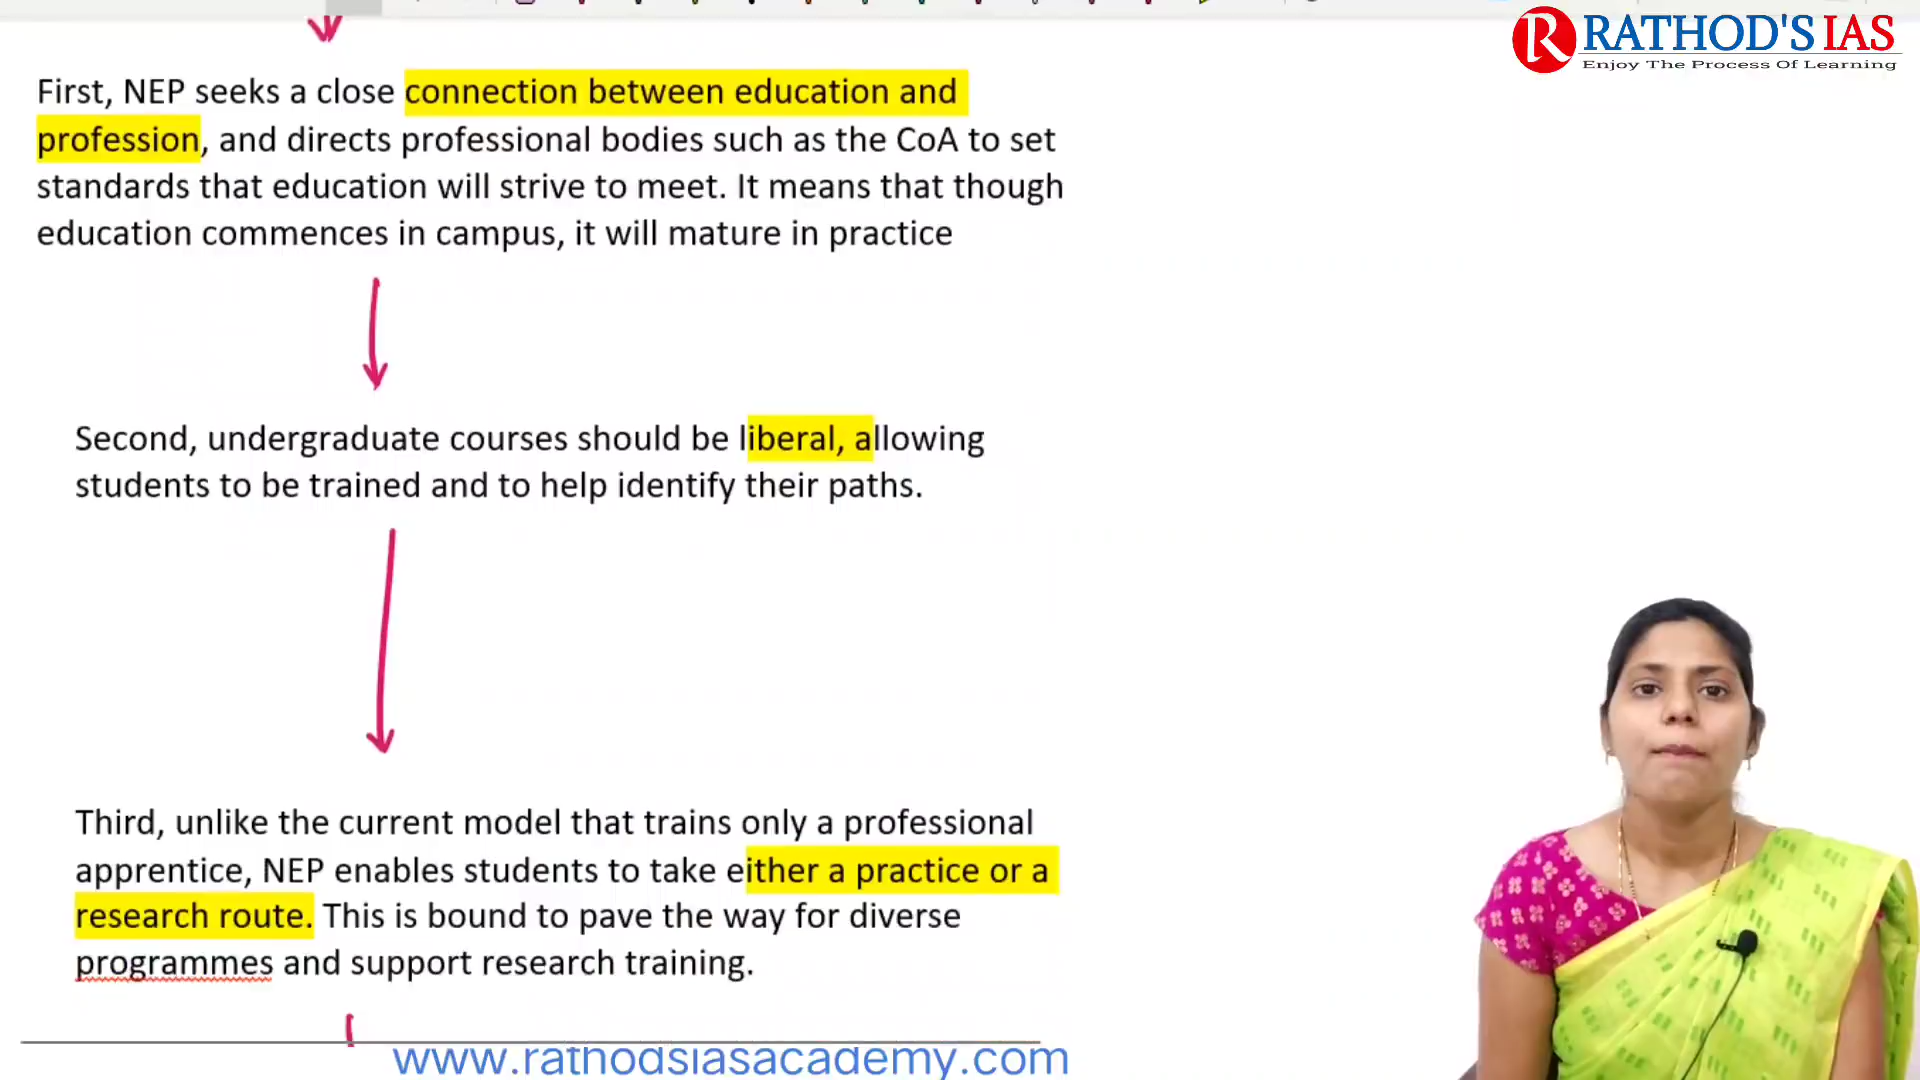 RATHOD'S IAS
Enjoy The Process Of Learning
First, NEP seeks a close connection between education and
profession, and directs professional bodies such as the CoA to set
standards that education will strive to meet. It means that though
education commences in campus, it will mature in practice
Second, undergraduate courses should be liberal, allowing
students to be trained and to help identify their paths.
Third, unlike the current model that trains only a professional
apprentice, NEP enables students to take either a practice or a
research route. This is bound to pave the way for diverse
programmes and support research training.
www.rathodsiasacademy.com